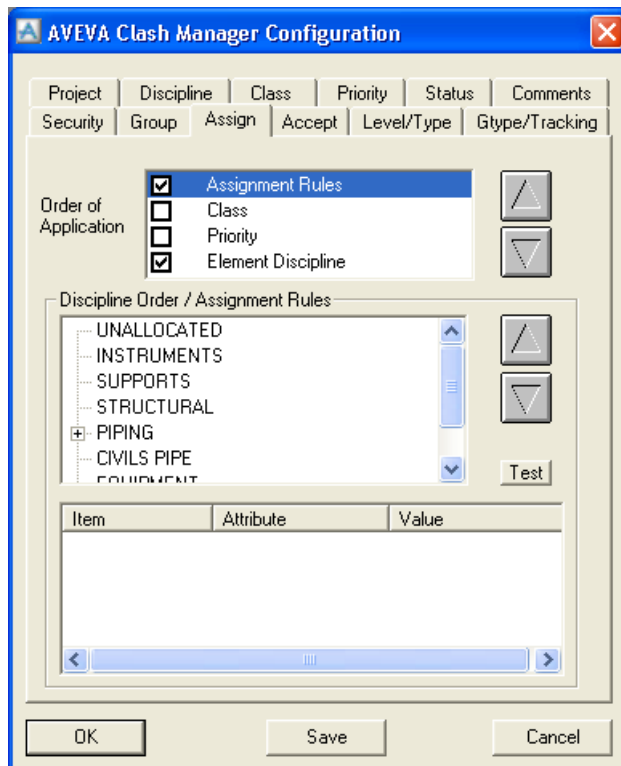 AVEVA Clash Manager Configuration
Project Discipline Class Priority Status Comments
Security Group Assign Accept Level/Type Gtype/Tracking
Order of
Application
Assignment Rules
Class
Priority
Element Discipline
Discipline Order / Assignment Rules
UNALLOCATED
INSTRUMENTS
SUPPORTS
STRUCTURAL
PIPING
CIVILS PIPE
EQUIPMENT
Test
Item Attribute Value
OK Save Cancel